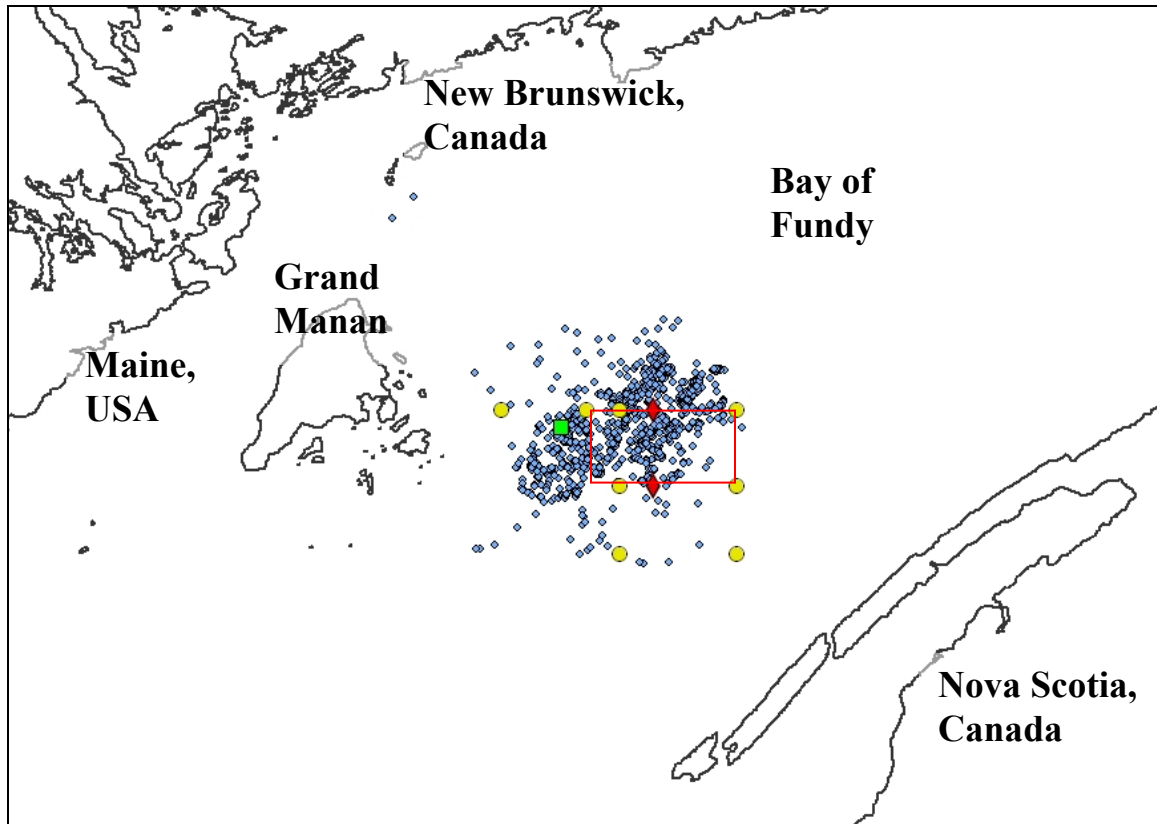 New Brunswick,
Canada
Bay of
Fundy
Grand
Manan
Maine,
USA
Nova Scotia,
Canada